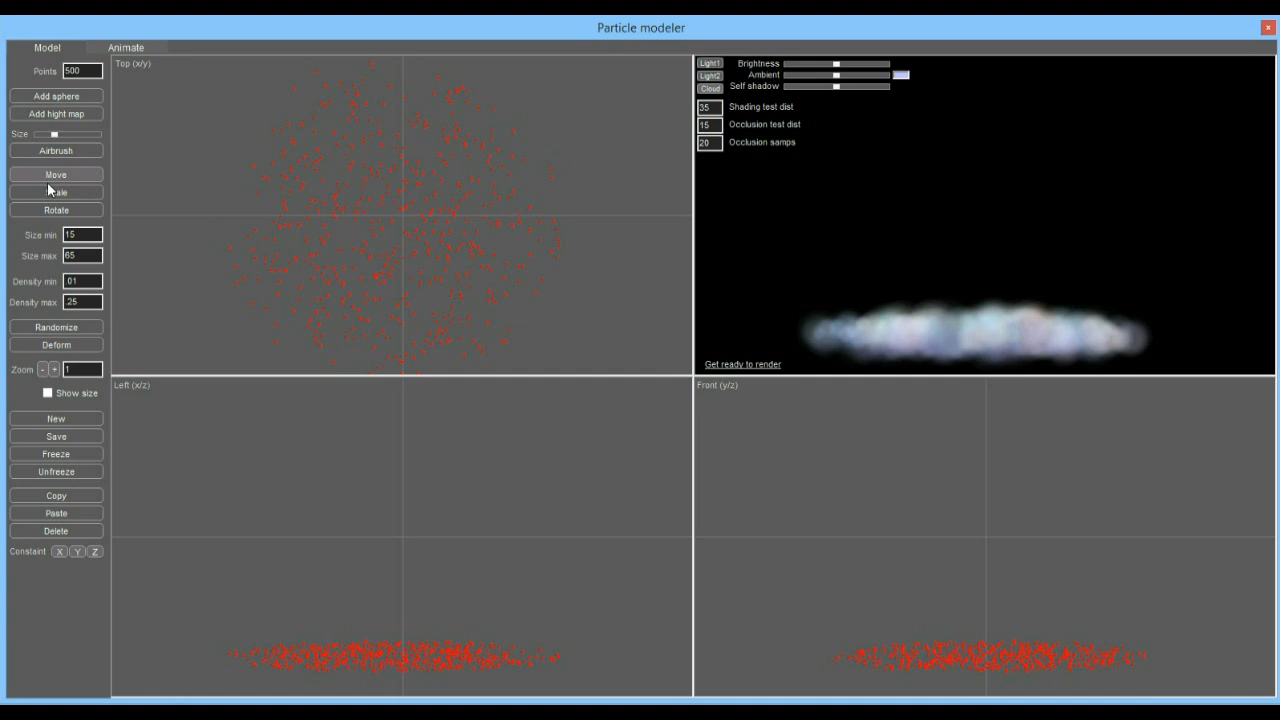 Particle modeler
x
Model
Animate
Points 500
Add sphere
Add hight map
Size
Airbrush
Move
Rotate
Size min 15
Size max 65
Density min .01
Density max .25
Randomize
Deform
Zoom - + 1
Show size
New
Save
Freeze
Unfreeze
Copy
Paste
Delete
Constaint X Y Z
Top (x/y)
Light1 Brightness
Light2 Ambient
Cloud Self shadow
35 Shading test dist
15 Occlusion test dist
20 Occlusion samps
Get ready to render
Left (x/z)
Front (y/z)